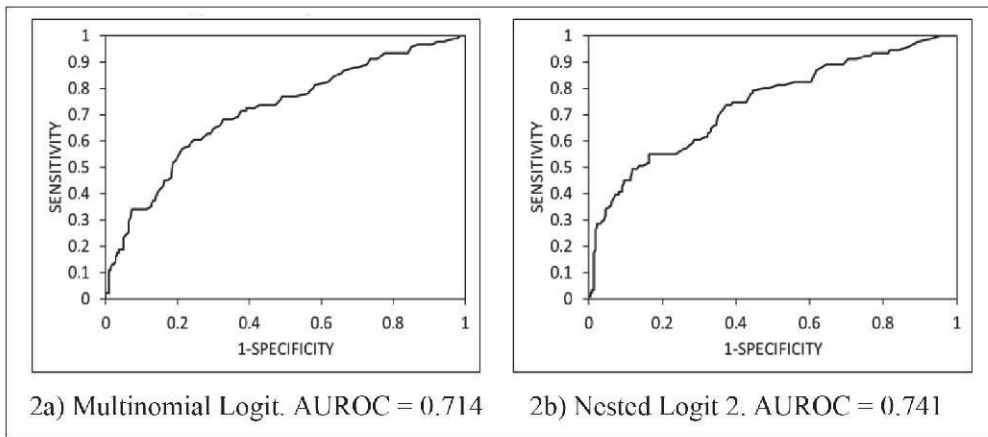 1
0.9
0.8
0.7
0.6
0.5
0.4
0.3
0.2
0.1
0
SENSITIVITY
0 0.2 0.4 0.6 0.8 1
1-SPECIFICITY
2a) Multinomial Logit. AUROC = 0.714
1
0.9
0.8
0.7
0.6
0.5
0.4
0.3
0.2
0.1
0
SENSITIVITY
0 0.2 0.4 0.6 0.8 1
1-SPECIFICITY
2b) Nested Logit 2. AUROC = 0.741